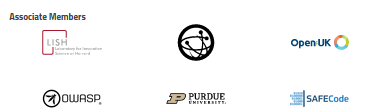 Associate Members
LISH
Laboratory for Innovation
Science at Harvard
OpenUK
OWASP
PURDUE
UNIVERSITY
SAFECode